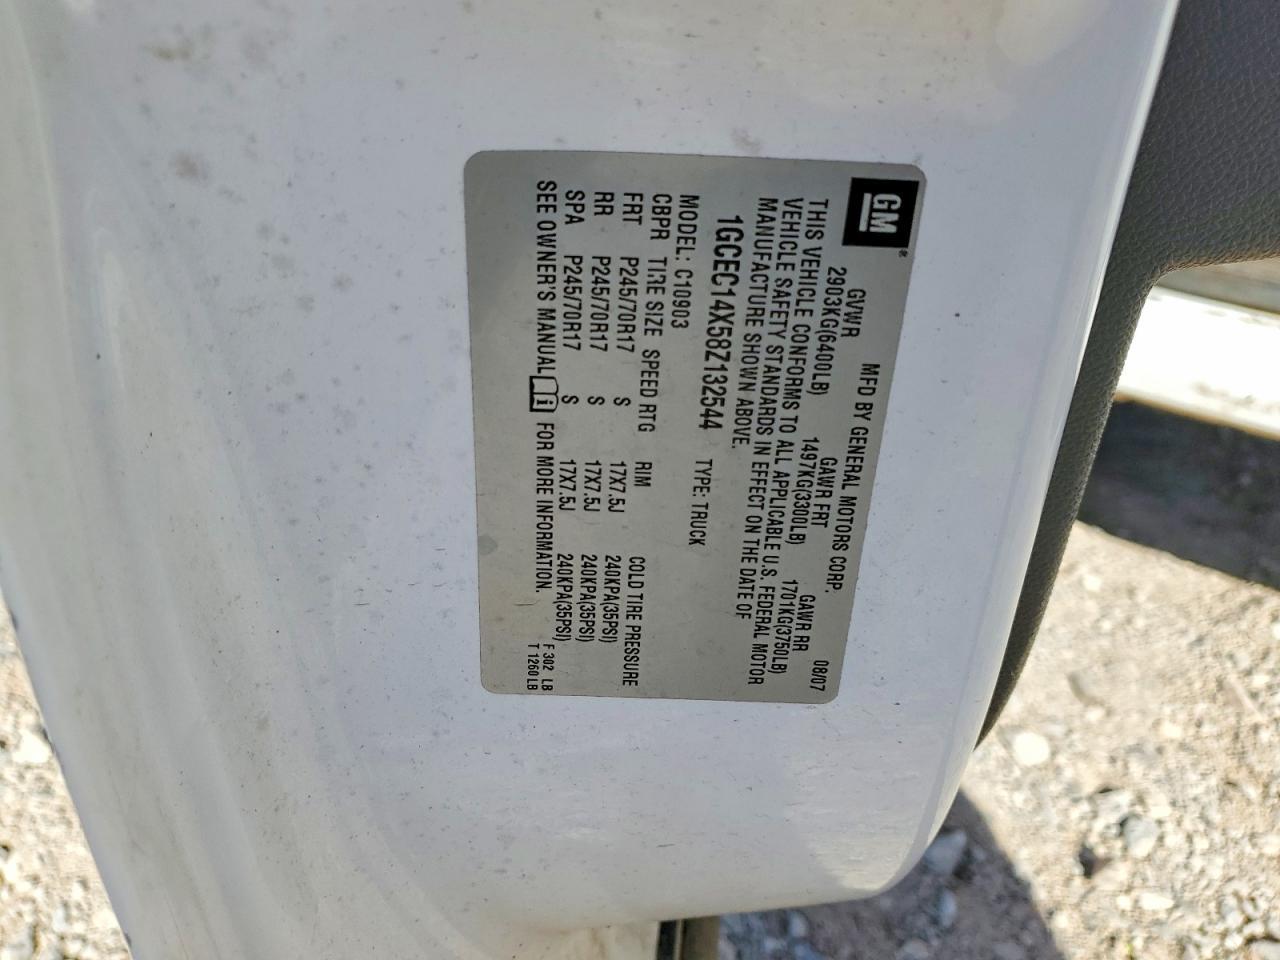 GM®
MFD BY GENERAL MOTORS CORP. 08/07
GVWR GAWR FRT GAWR RR
2903KG(6400LB) 1497KG(3300LB) 1701KG(3750LB)
THIS VEHICLE CONFORMS TO ALL APPLICABLE U.S. FEDERAL MOTOR
VEHICLE SAFETY STANDARDS IN EFFECT ON THE DATE OF
MANUFACTURE SHOWN ABOVE.
1GCEC14X58Z132544 TYPE: TRUCK
MODEL: C10903
CBPR TIRE SIZE SPEED RTG RIM COLD TIRE PRESSURE
FRT P245/70R17 S 17X7.5J 240KPA(35PSI)
RR P245/70R17 S 17X7.5J 240KPA(35PSI)
SPA P245/70R17 S 17X7.5J 240KPA(35PSI)
SEE OWNER'S MANUAL i FOR MORE INFORMATION.
F 302 LB
T 1260 LB